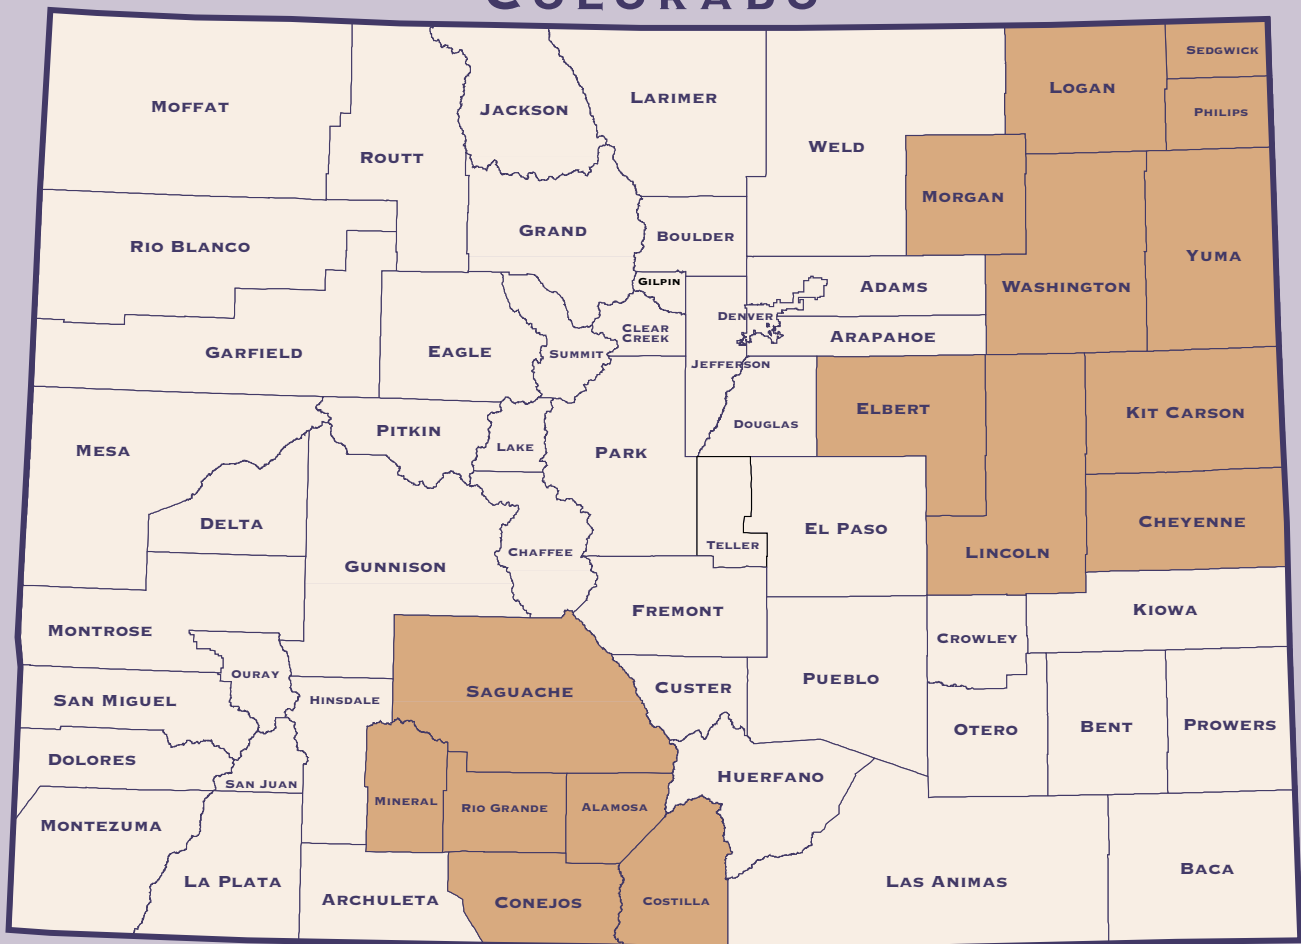 COLORADO
SEDGWICK
LOGAN
MOFFAT
LARIMER
JACKSON
PHILIPS
WELD
ROUTT
MORGAN
GRAND
BOULDER
RIO BLANCO
YUMA
GILPIN
ADAMS
WASHINGTON
DENVER
CLEAR
CREEK
ARAPAHOE
GARFIELD
EAGLE
SUMMIT
JEFFERSON
ELBERT
KIT CARSON
DOUGLAS
PITKIN
LAKE
MESA
PARK
DELTA
CHEYENNE
EL PASO
TELLER
CHAFFEE
LINCOLN
GUNNISON
FREMONT
KIOWA
MONTROSE
CROWLEY
OURAY
PUEBLO
CUSTER
SAGUACHE
SAN MIGUEL
HINSDALE
OTERO
BENT
PROWERS
DOLORES
HUERFANO
SAN JUAN
MINERAL
RIO GRANDE
ALAMOSA
MONTEZUMA
BACA
LA PLATA
LAS ANIMAS
ARCHULETA
CONEJOS
COSTILLA